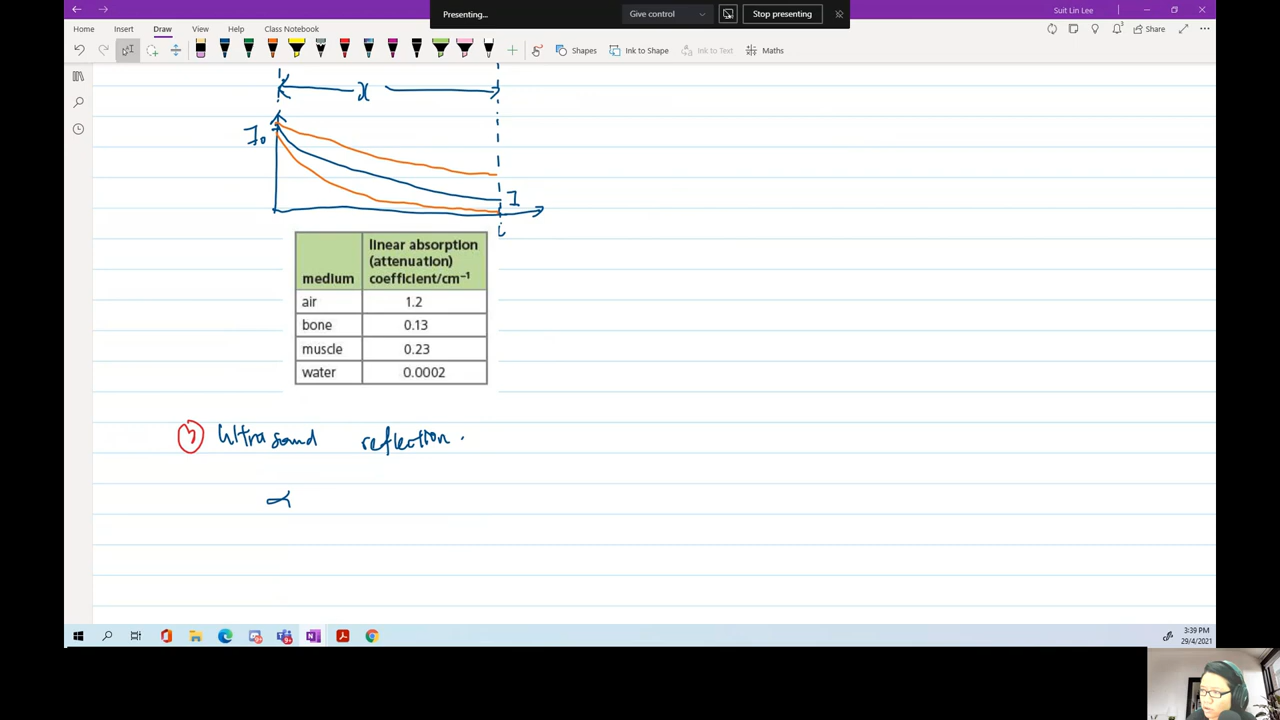 Suit Lin Lee
Presenting...
Give control
Stop presenting
Home
Insert
Draw
View
Help
Class Notebook
Share
Shapes
Ink to Shape
Ink to Text
Maths
x
I₀
I
medium
linear absorption
(attenuation)
coefficient/cm⁻¹
air 1.2
bone 0.13
muscle 0.23
water 0.0002
Ultrasound reflection.
α
9+
3:39 PM
29/4/2021